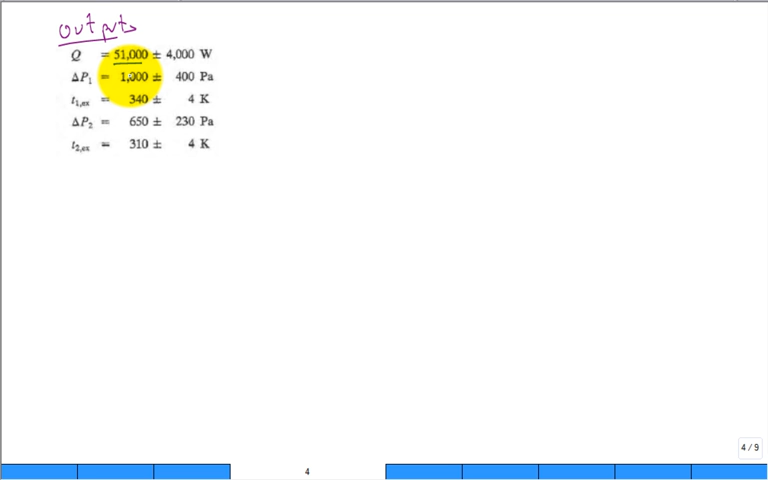 outputs
Q = 51,000 ± 4,000 W
ΔP₁ = 1,000 ± 400 Pa
t₁,ₑₓ = 340 ± 4 K
ΔP₂ = 650 ± 230 Pa
t₂,ₑₓ = 310 ± 4 K
4 / 9
4